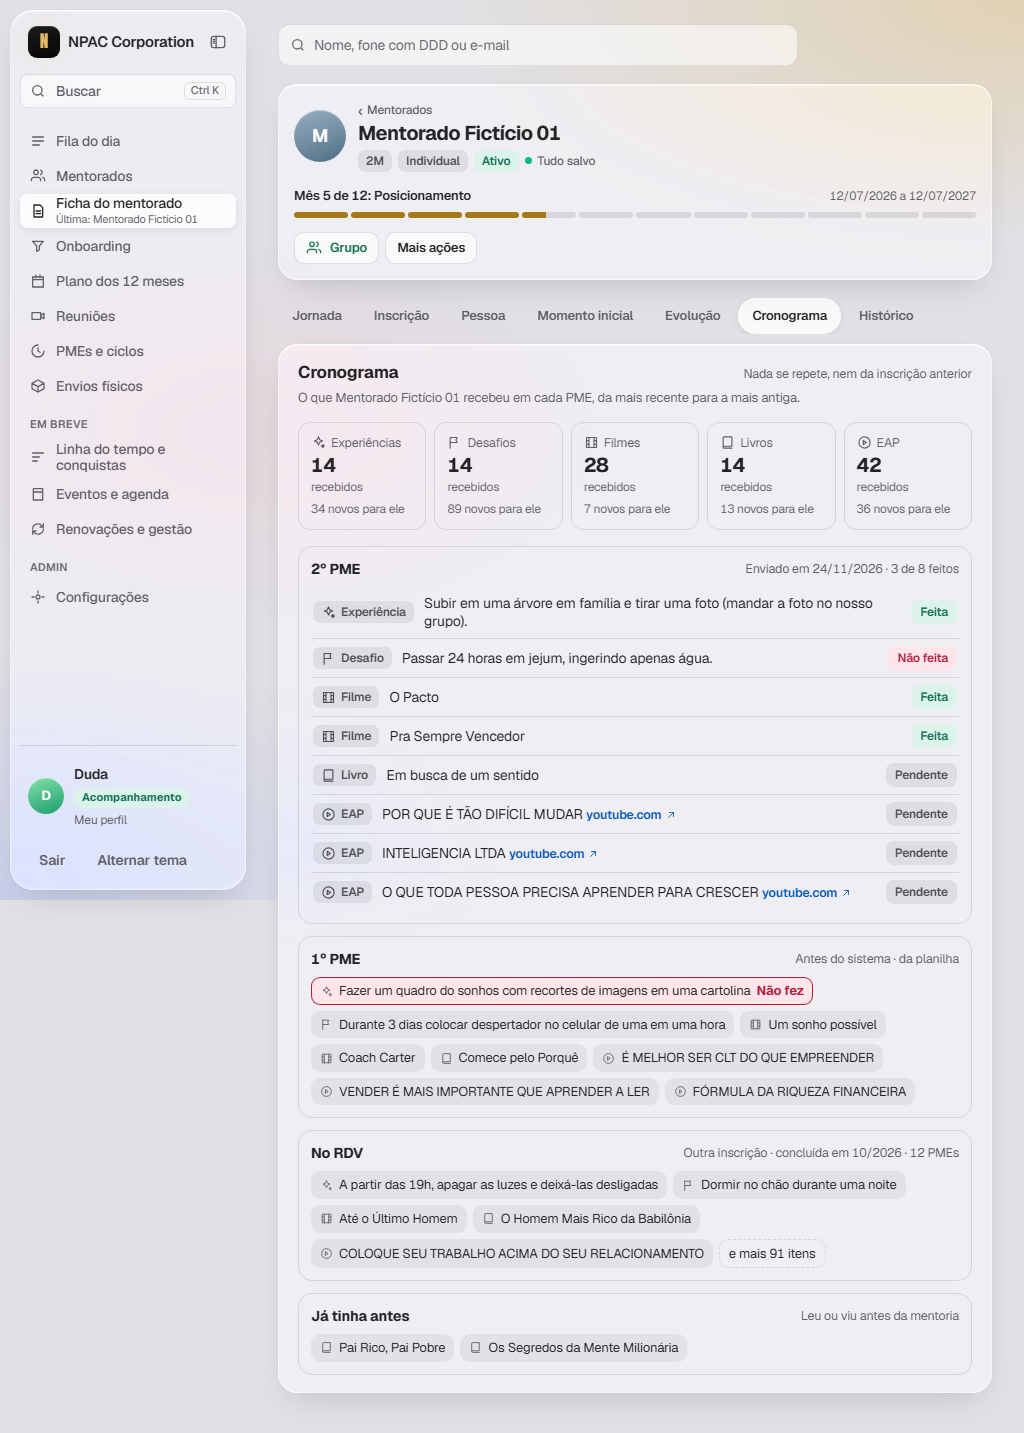 N
NPAC Corporation
Buscar
Ctrl K
Fila do dia
Mentorados
Ficha do mentorado
Última: Mentorado Fictício 01
Onboarding
Plano dos 12 meses
Reuniões
PMEs e ciclos
Envios físicos
EM BREVE
Linha do tempo e
conquistas
Eventos e agenda
Renovações e gestão
ADMIN
Configurações
D
Duda
Acompanhamento
Meu perfil
Sair
Alternar tema
Nome, fone com DDD ou e-mail
M
‹ Mentorados
Mentorado Fictício 01
2M Individual Ativo Tudo salvo
Mês 5 de 12: Posicionamento
12/07/2026 a 12/07/2027
Grupo Mais ações
Jornada Inscrição Pessoa Momento inicial Evolução Cronograma Histórico
Cronograma
Nada se repete, nem da inscrição anterior
O que Mentorado Fictício 01 recebeu em cada PME, da mais recente para a mais antiga.
Experiências
14
recebidos
34 novos para ele
Desafios
14
recebidos
89 novos para ele
Filmes
28
recebidos
7 novos para ele
Livros
14
recebidos
13 novos para ele
EAP
42
recebidos
36 novos para ele
2º PME
Enviado em 24/11/2026 · 3 de 8 feitos
Experiência Subir em uma árvore em família e tirar uma foto (mandar a foto no nosso
grupo).
Feita
Desafio Passar 24 horas em jejum, ingerindo apenas água. Não feita
Filme O Pacto Feita
Filme Pra Sempre Vencedor Feita
Livro Em busca de um sentido Pendente
EAP POR QUE É TÃO DIFÍCIL MUDAR youtube.com ↗ Pendente
EAP INTELIGENCIA LTDA youtube.com ↗ Pendente
EAP O QUE TODA PESSOA PRECISA APRENDER PARA CRESCER youtube.com ↗ Pendente
1º PME
Antes do sistema · da planilha
Fazer um quadro do sonhos com recortes de imagens em uma cartolina Não fez
Durante 3 dias colocar despertador no celular de uma em uma hora Um sonho possível
Coach Carter Comece pelo Porquê É MELHOR SER CLT DO QUE EMPREENDER
VENDER É MAIS IMPORTANTE QUE APRENDER A LER FÓRMULA DA RIQUEZA FINANCEIRA
No RDV
Outra inscrição · concluída em 10/2026 · 12 PMEs
A partir das 19h, apagar as luzes e deixá-las desligadas Dormir no chão durante uma noite
Até o Último Homem O Homem Mais Rico da Babilônia
COLOQUE SEU TRABALHO ACIMA DO SEU RELACIONAMENTO e mais 91 itens
Já tinha antes
Leu ou viu antes da mentoria
Pai Rico, Pai Pobre Os Segredos da Mente Milionária